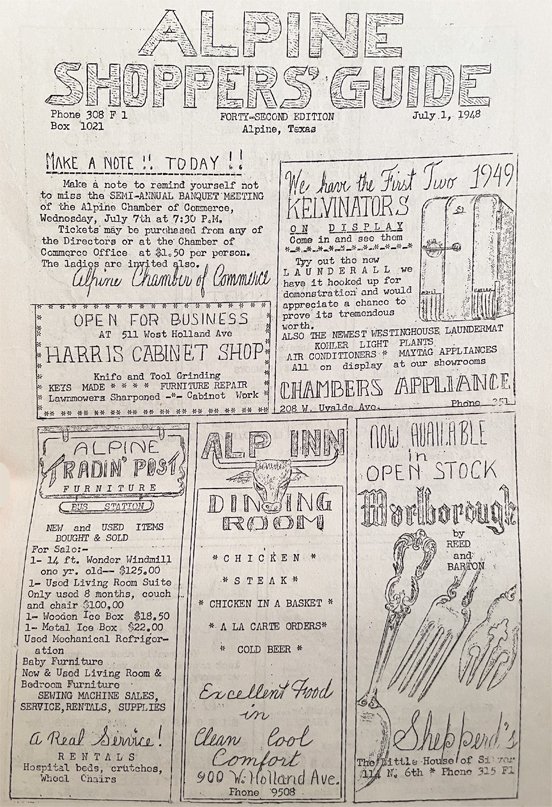 ALPINE
SHOPPERS' GUIDE
Phone 308 F 1
Box 1021
FORTY-SECOND EDITION
Alpine, Texas
July 1, 1948
MAKE A NOTE !! TODAY !!
Make a note to remind yourself not
to miss the SEMI-ANNUAL BANQUET MEETING
of the Alpine Chamber of Commerce,
Wednesday, July 7th at 7:30 P.M.
Tickets may be purchased from any of
the Directors or at the Chamber of
Commerce Office at $1.50 per person.
The ladies are invited also.
Alpine Chamber of Commerce
We have the First Two 1949
KELVINATORS
ON DISPLAY
Come in and see them
Try out the new
LAUNDERALL we
have it hooked up for
demonstration and would
appreciate a chance to
prove its tremendous
worth.
ALSO THE NEWEST WESTINGHOUSE LAUNDERMAT
KOHLER LIGHT PLANTS
AIR CONDITIONERS * MAYTAG APPLIANCES
All on display at our showrooms
CHAMBERS APPLIANCE
208 W. Uvalde Ave. Phone 251
OPEN FOR BUSINESS
AT 511 West Holland Ave
HARRIS CABINET SHOP
Knife and Tool Grinding
KEYS MADE * * * * FURNITURE REPAIR
Lawnmowers Sharpened -*- Cabinet Work
ALPINE
TRADIN' POST
FURNITURE
BUS STATION
NEW and USED ITEMS
BOUGHT & SOLD
For Sale:-
1- 14 ft. Wonder Windmill
one yr. old-- $125.00
1- Used Living Room Suite
Only used 8 months, couch
and chair $100,00
1- Wooden Ice Box $18.50
1- Metal Ice Box $22.00
Used Mechanical Refriger-
ation
Baby Furniture
New & Used Living Room &
Bedroom Furniture
SEWING MACHINE SALES,
SERVICE,RENTALS, SUPPLIES
A Real Service!
RENTALS
Hospital beds, crutches,
Wheel Chairs
ALP INN
DINING
ROOM
* CHICKEN *
* STEAK *
* CHICKEN IN A BASKET *
* A LA CARTE ORDERS*
* COLD BEER *
Excellent Food
in
Clean Cool
Comfort
900 W. Holland Ave.
Phone 9508
NOW AVAILABLE
in
OPEN STOCK
Marlborough
by
REED
and
BARTON
Shepperd's
The Little House of Silver
114 N. 6th * Phone 315 F1